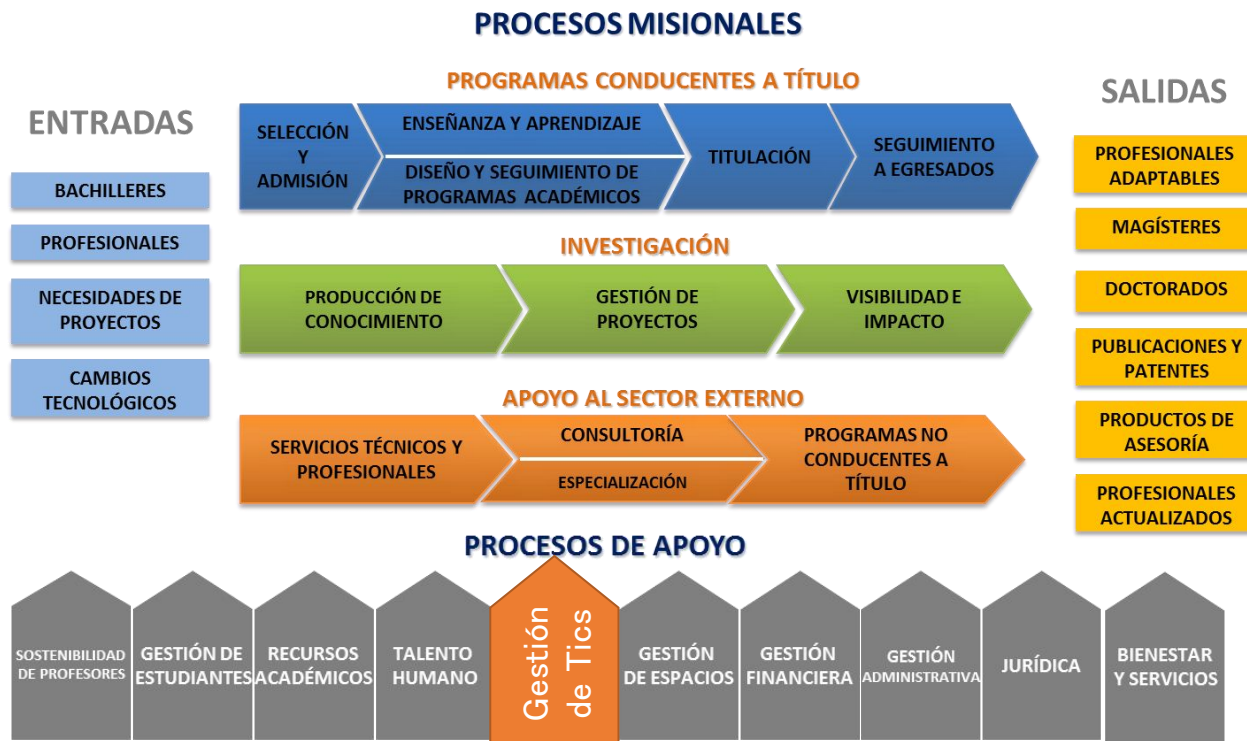 PROCESOS MISIONALES
PROGRAMAS CONDUCENTES A TÍTULO
ENTRADAS
BACHILLERES
PROFESIONALES
NECESIDADES DE
PROYECTOS
CAMBIOS
TECNOLÓGICOS
SELECCIÓN
Y
ADMISIÓN
ENSEÑANZA Y APRENDIZAJE
DISEÑO Y SEGUIMIENTO DE
PROGRAMAS ACADÉMICOS
TITULACIÓN
SEGUIMIENTO
A EGRESADOS
INVESTIGACIÓN
PRODUCCIÓN DE
CONOCIMIENTO
GESTIÓN DE
PROYECTOS
VISIBILIDAD E
IMPACTO
APOYO AL SECTOR EXTERNO
SERVICIOS TÉCNICOS Y
PROFESIONALES
CONSULTORÍA
ESPECIALIZACIÓN
PROGRAMAS NO
CONDUCENTES A
TÍTULO
SALIDAS
PROFESIONALES
ADAPTABLES
MAGÍSTERES
DOCTORADOS
PUBLICACIONES Y
PATENTES
PRODUCTOS DE
ASESORÍA
PROFESIONALES
ACTUALIZADOS
PROCESOS DE APOYO
SOSTENIBILIDAD
DE PROFESORES
GESTIÓN DE
ESTUDIANTES
RECURSOS
ACADÉMICOS
TALENTO
HUMANO
Gestión
de Tics
GESTIÓN
DE ESPACIOS
GESTIÓN
FINANCIERA
GESTIÓN
ADMINISTRATIVA
JURÍDICA
BIENESTAR
Y SERVICIOS